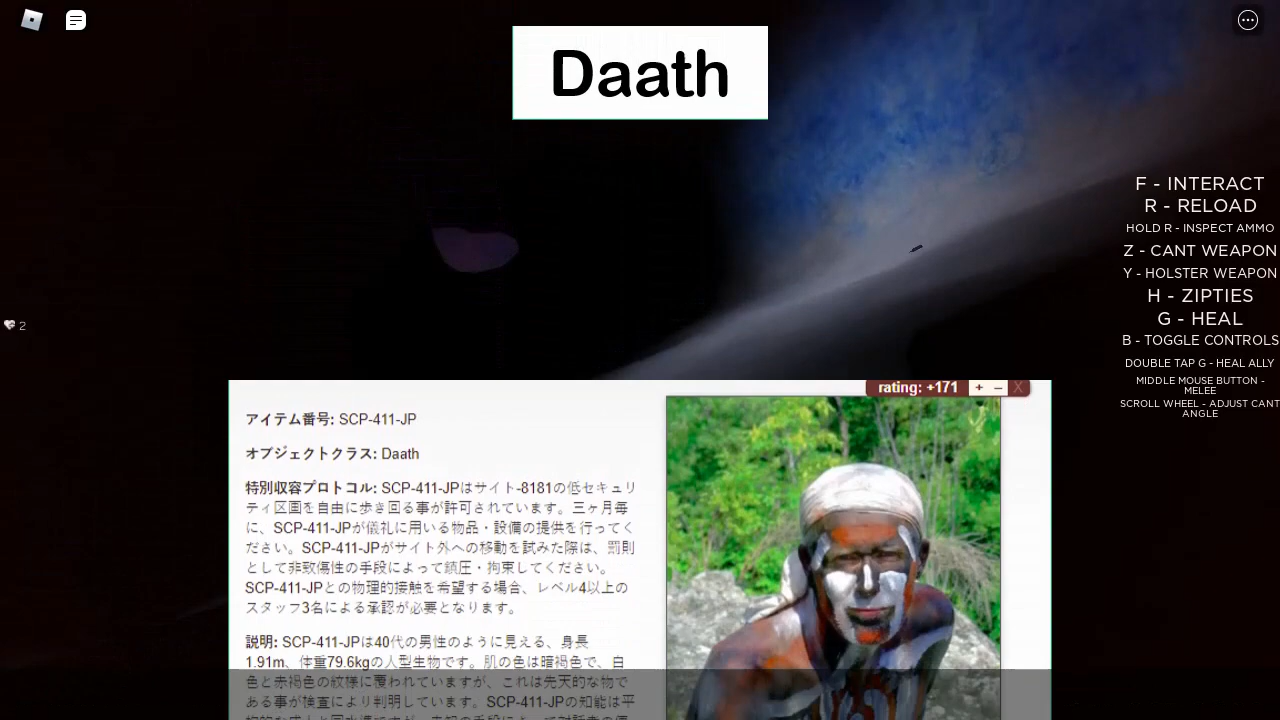 Daath
F - INTERACT
R - RELOAD
HOLD R - INSPECT AMMO
Z - CANT WEAPON
Y - HOLSTER WEAPON
H - ZIPTIES
G - HEAL
B - TOGGLE CONTROLS
DOUBLE TAP G - HEAL ALLY
MIDDLE MOUSE BUTTON -
MELEE
SCROLL WHEEL - ADJUST CANT
ANGLE
2
rating: +171 + – X
アイテム番号: SCP-411-JP
オブジェクトクラス: Daath
特別収容プロトコル: SCP-411-JPはサイト-8181の低セキュリ
ティ区画を自由に歩き回る事が許可されています。三ヶ月毎
に、SCP-411-JPが儀礼に用いる物品・設備の提供を行ってく
ださい。SCP-411-JPがサイト外への移動を試みた際は、罰則
として非致傷性の手段によって鎮圧・拘束してください。
SCP-411-JPとの物理的接触を希望する場合、レベル4以上の
スタッフ3名による承認が必要となります。
説明: SCP-411-JPは40代の男性のように見える、身長
1.91m、体重79.6kgの人型生物です。肌の色は暗褐色で、白
色と赤褐色の紋様に覆われていますが、これは先天的な物で
ある事が検査により判明しています。SCP-411-JPの知能は平